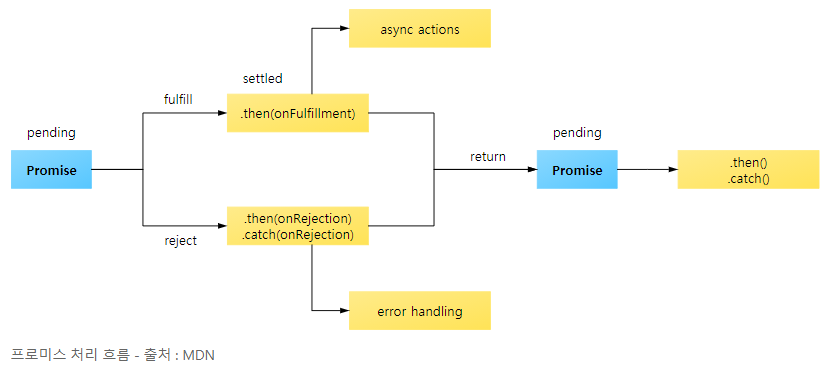 async actions
settled
fulfill
.then(onFulfillment)
pending
Promise
reject
.then(onRejection)
.catch(onRejection)
error handling
return
pending
Promise
.then()
.catch()
프로미스 처리 흐름 - 출처 : MDN